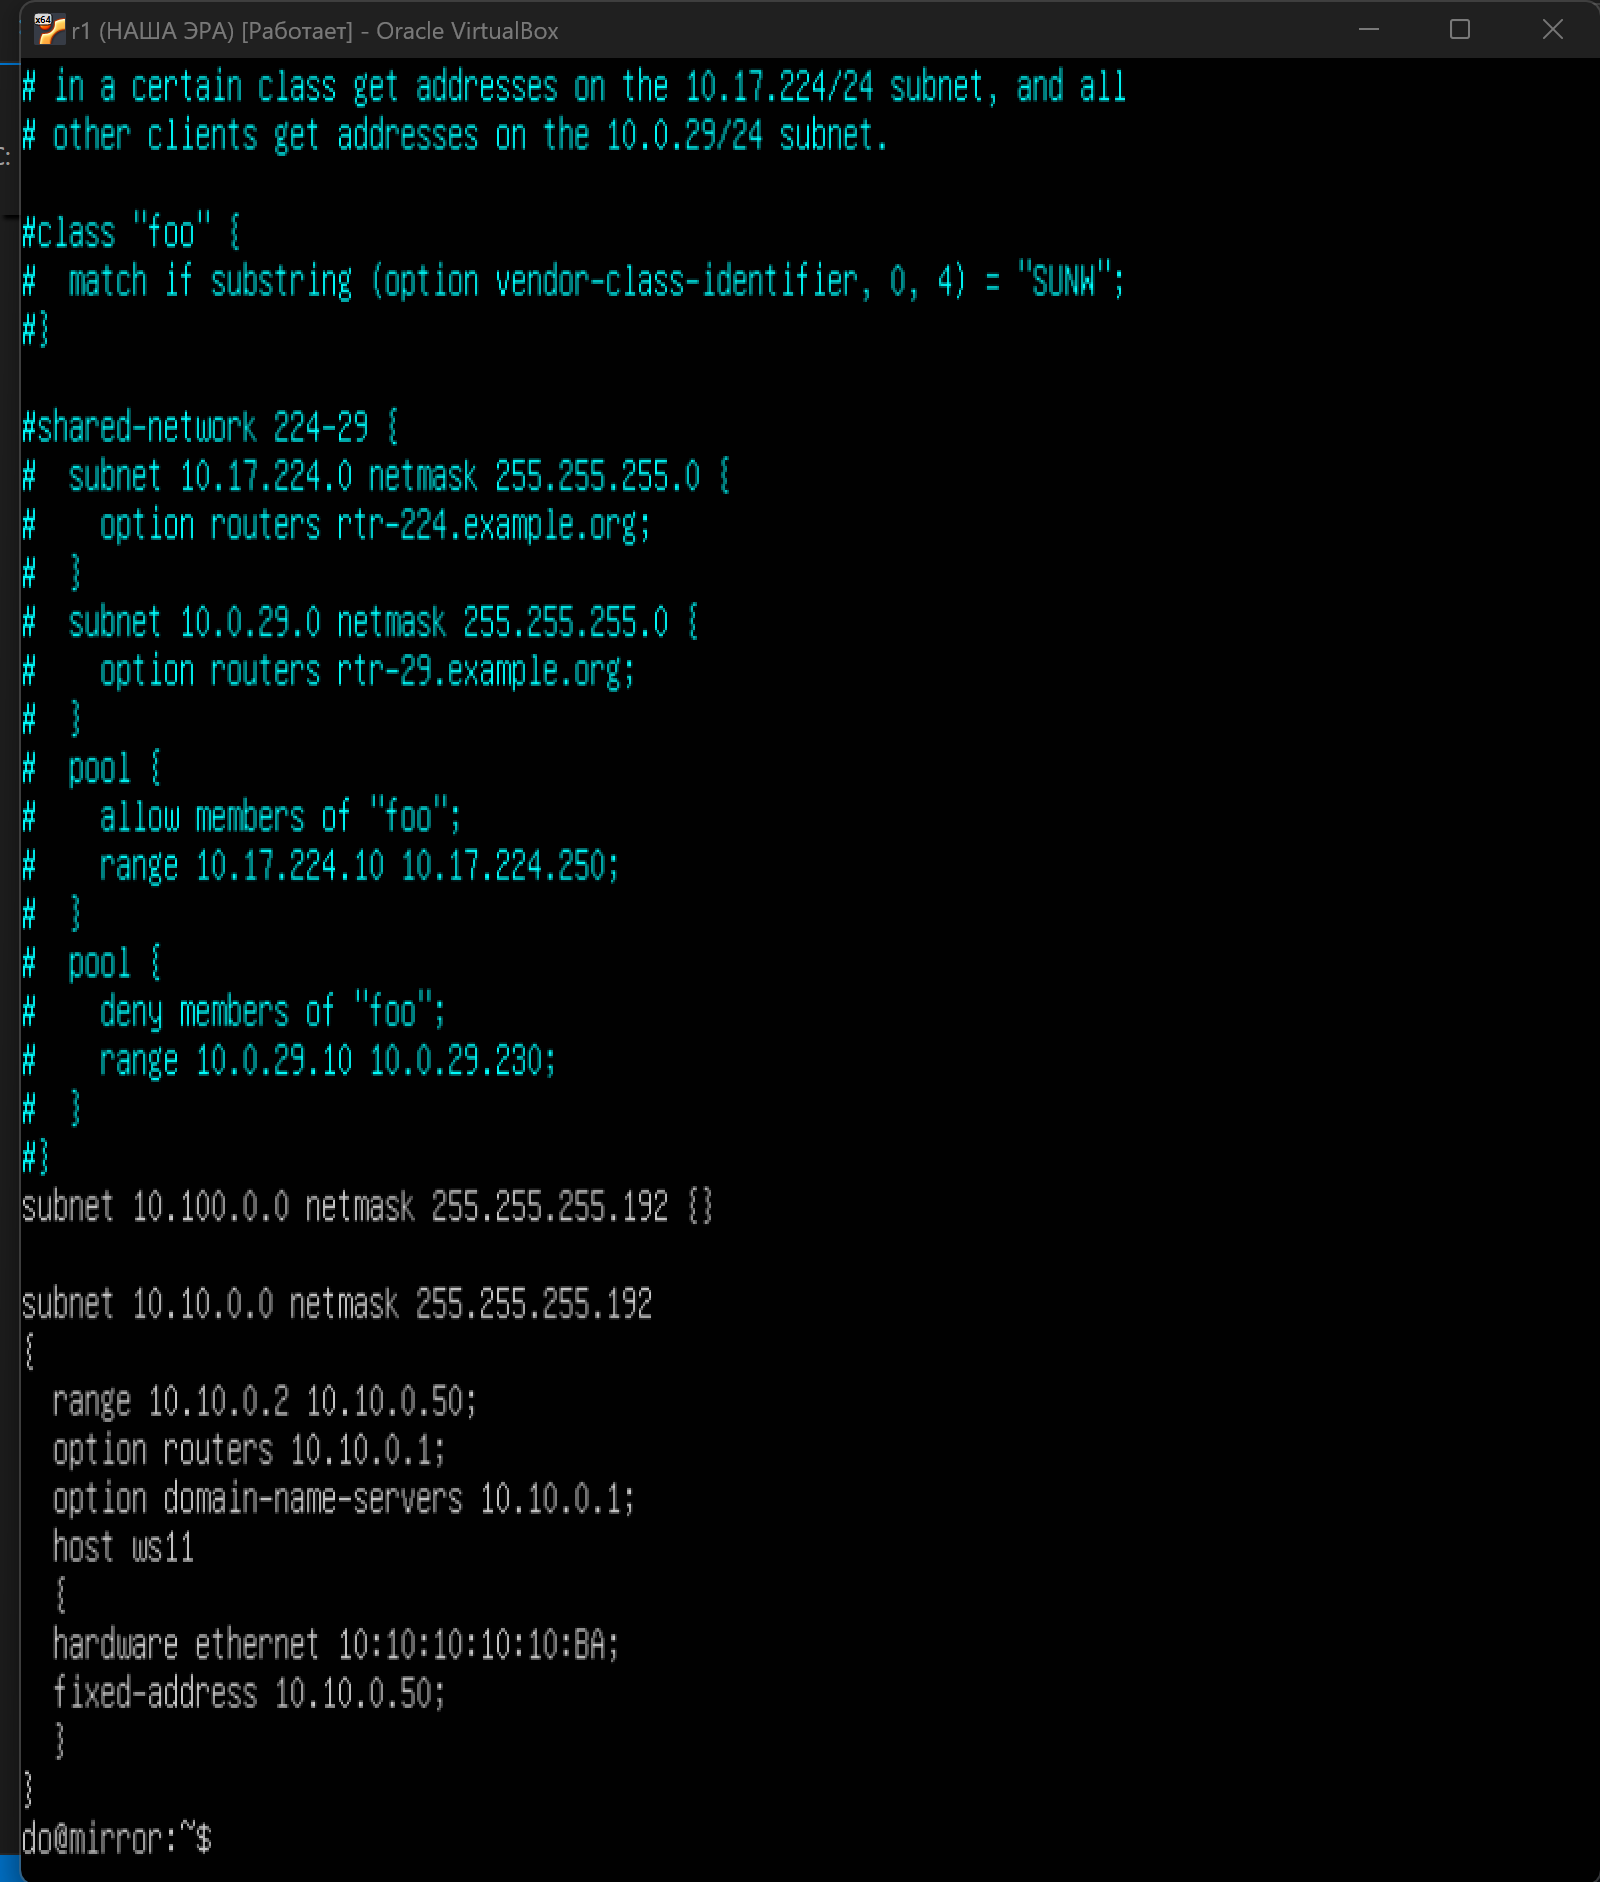 r1 (НАША ЭРА) [Работает] - Oracle VirtualBox
# in a certain class get addresses on the 10.17.224/24 subnet, and all
# other clients get addresses on the 10.0.29/24 subnet.
#class "foo" {
#  match if substring (option vendor-class-identifier, 0, 4) = "SUNW";
#}
#shared-network 224-29 {
#  subnet 10.17.224.0 netmask 255.255.255.0 {
#    option routers rtr-224.example.org;
#  }
#  subnet 10.0.29.0 netmask 255.255.255.0 {
#    option routers rtr-29.example.org;
#  }
#  pool {
#    allow members of "foo";
#    range 10.17.224.10 10.17.224.250;
#  }
#  pool {
#    deny members of "foo";
#    range 10.0.29.10 10.0.29.230;
#  }
#}
subnet 10.100.0.0 netmask 255.255.255.192 {}
subnet 10.10.0.0 netmask 255.255.255.192
{
  range 10.10.0.2 10.10.0.50;
  option routers 10.10.0.1;
  option domain-name-servers 10.10.0.1;
  host ws11
  {
  hardware ethernet 10:10:10:10:10:BA;
  fixed-address 10.10.0.50;
  }
}
do@mirror:~$